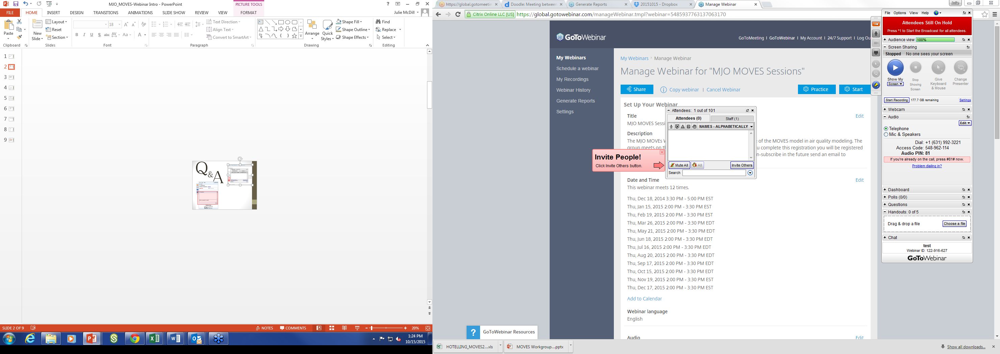 MJO_MOVES-Webinar Intro - PowerPoint
PICTURE TOOLS
FILE HOME INSERT DESIGN TRANSITIONS ANIMATIONS SLIDE SHOW REVIEW VIEW FORMAT
Julie McDill
Paste
New
Slide
Layout
Reset
Section
18
B I U S abc AV Aa A
Text Direction
Align Text
Convert to SmartArt
Arrange
Quick
Styles
Shape Fill
Shape Outline
Shape Effects
Find
Replace
Select
Clipboard Slides Font Paragraph Drawing Editing
1
2
3
4
5
6
7
8
9
Q&A
GoToWebinar
SLIDE 2 OF 9
NOTES COMMENTS 20%
1:24 PM
10/15/2015
https://global.gotomeetin
Doodle: Meeting between
Generate Reports
20151015 - Dropbox
Manage Webinar
Julie
Citrix Online LLC [US] https://global.gotowebinar.com/manageWebinar.tmpl?webinar=5485937763137063170
GoToWebinar
GoToMeeting | GoToWebinar | My Account | 24/7 Support | Log Ou
My Webinars
Schedule a webinar
My Recordings
Webinar History
Generate Reports
Settings
My Webinars › Manage Webinar
Manage Webinar for "MJO MOVES Sessions"
Share
Copy webinar | Cancel Webinar
Practice
Start
Set Up Your Webinar
Title
Edit
MJO MOVES Sessi
Description
The MJO MOVEs W
of the MOVES model in air quality modeling. The
group meets on th
u complete this registration you will be registered
n-subscribe in the future send an email to
Attendees: 1 out of 101
Attendees (0) Staff (1)
NAMES - ALPHABETICALLY
Mute All
All
Invite Others
Search
Invite People!
Click Invite Others button.
Date and Time
Edit
This webinar meets 12 times.
Thu, Dec 18, 2014 3:30 PM - 5:00 PM EST
Thu, Jan 15, 2015 2:00 PM - 3:30 PM EST
Thu, Feb 19, 2015 2:00 PM - 3:30 PM EST
Thu, Mar 26, 2015 2:00 PM - 3:30 PM EDT
Thu, May 21, 2015 2:00 PM - 3:30 PM EDT
Thu, Jun 18, 2015 2:00 PM - 3:30 PM EDT
Thu, Jul 16, 2015 2:00 PM - 3:30 PM EDT
Thu, Aug 20, 2015 2:00 PM - 3:30 PM EDT
Thu, Sep 17, 2015 2:00 PM - 3:30 PM EDT
Thu, Oct 15, 2015 2:00 PM - 3:30 PM EDT
Thu, Nov 19, 2015 2:00 PM - 3:30 PM EST
Thu, Dec 17, 2015 2:00 PM - 3:30 PM EST
Add to Calendar
Webinar language
English
Audio
Edit
? GoToWebinar Resources
HOTELLING_MOVES2....xls
MOVES Workgroup....pptx
Show all downloads...
File Options View Help
Attendees Still On Hold
Press *1 to Start the Broadcast for all attendees.
Audience view 100%
Screen Sharing
Stopped No one sees your screen
Show My
Screen
Stop
Showing
Screen
Give
Keyboard
& Mouse
Change
Presenter
Start Recording 177.7 GB remaining Settings
Webcam
Audio
Edit
Telephone
Mic & Speakers
Dial: +1 (631) 992-3221
Access Code: 548-962-114
Audio PIN: 81
If you're already on the call, press #81# now.
Problem dialing in?
Dashboard
Polls (0/0)
Questions
Handouts: 0 of 5
Drag & drop a file
Choose a file
Chat
test
Webinar ID: 122-916-627
GoToWebinar